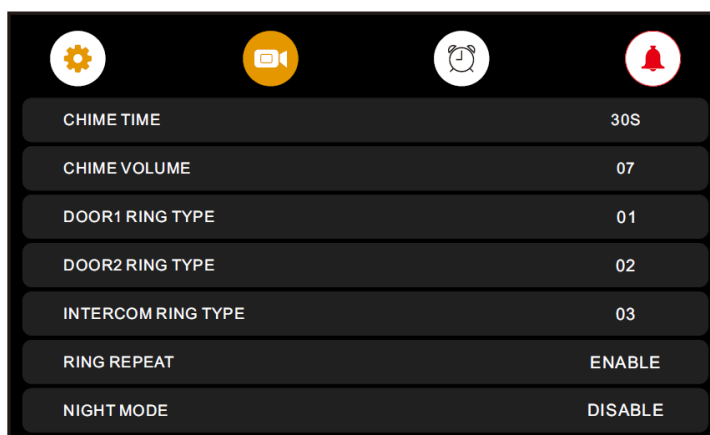 CHIME TIME 30S
CHIME VOLUME 07
DOOR1 RING TYPE 01
DOOR2 RING TYPE 02
INTERCOM RING TYPE 03
RING REPEAT ENABLE
NIGHT MODE DISABLE